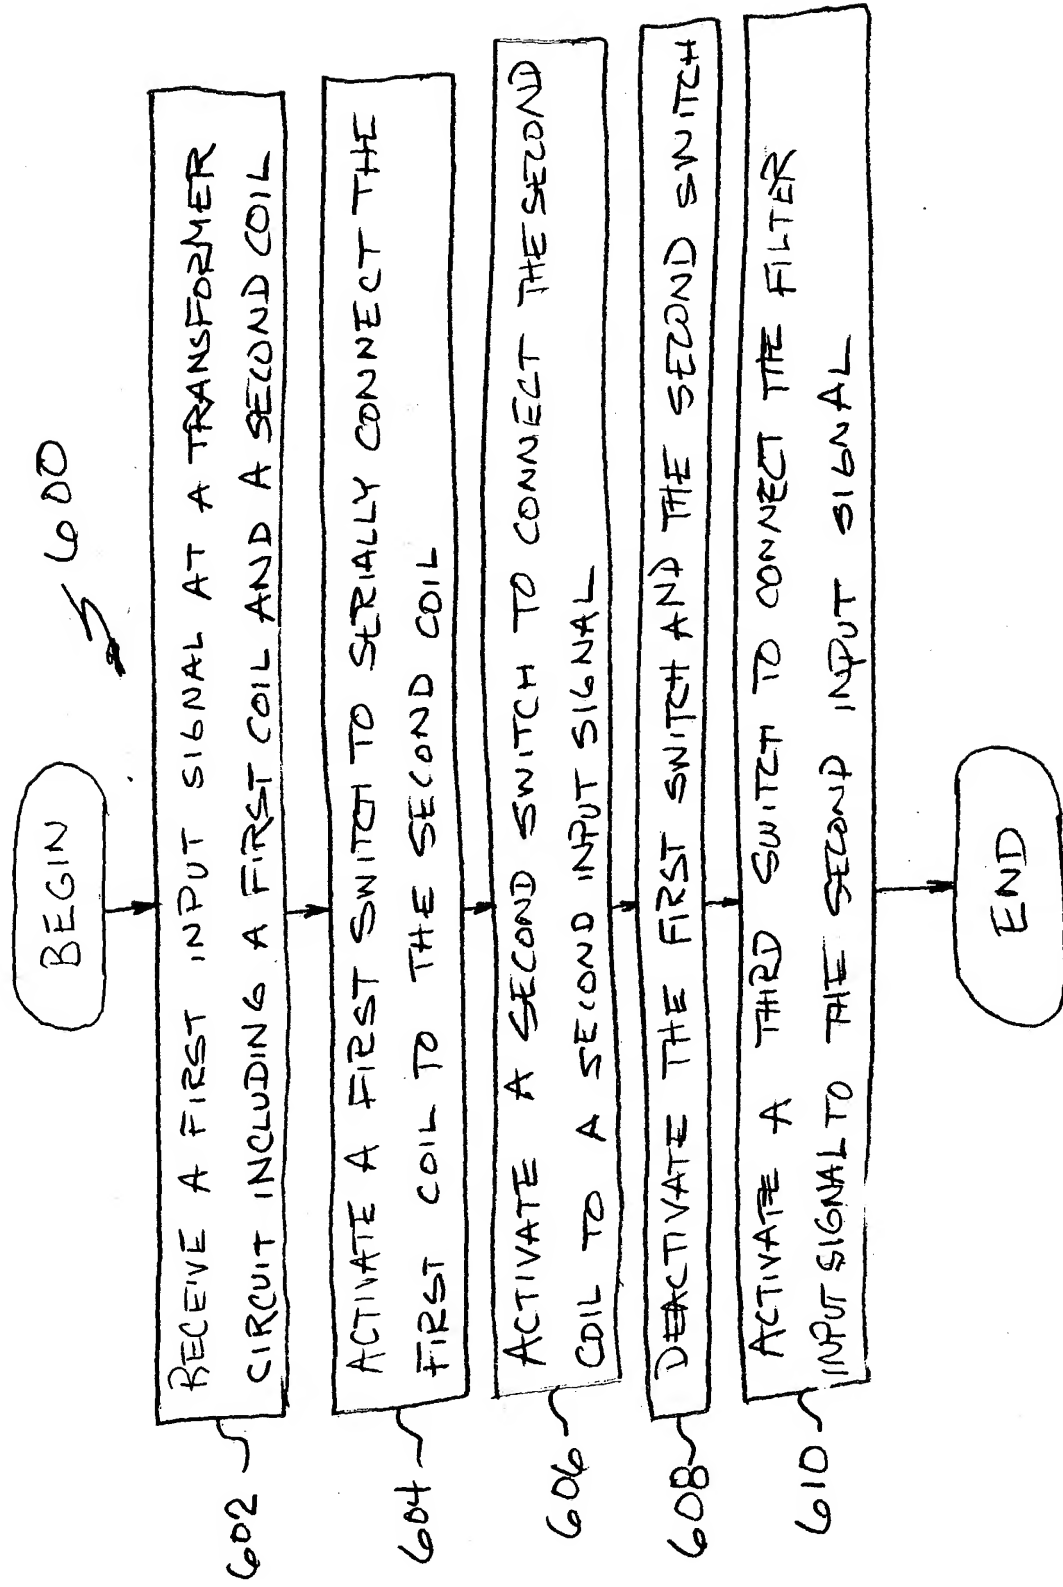 600
BEGIN
RECEIVE A FIRST INPUT SIGNAL AT A TRANSFORMER
CIRCUIT INCLUDING A FIRST COIL AND A SECOND COIL
602
ACTIVATE A FIRST SWITCH TO SERIALLY CONNECT THE
FIRST COIL TO THE SECOND COIL
604
ACTIVATE A SECOND SWITCH TO CONNECT THE SECOND
COIL TO A SECOND INPUT SIGNAL
606
DEACTIVATE THE FIRST SWITCH AND THE SECOND SWITCH
608
ACTIVATE A THIRD SWITCH TO CONNECT THE FILTER
INPUT SIGNAL TO THE SECOND INPUT SIGNAL
610
END